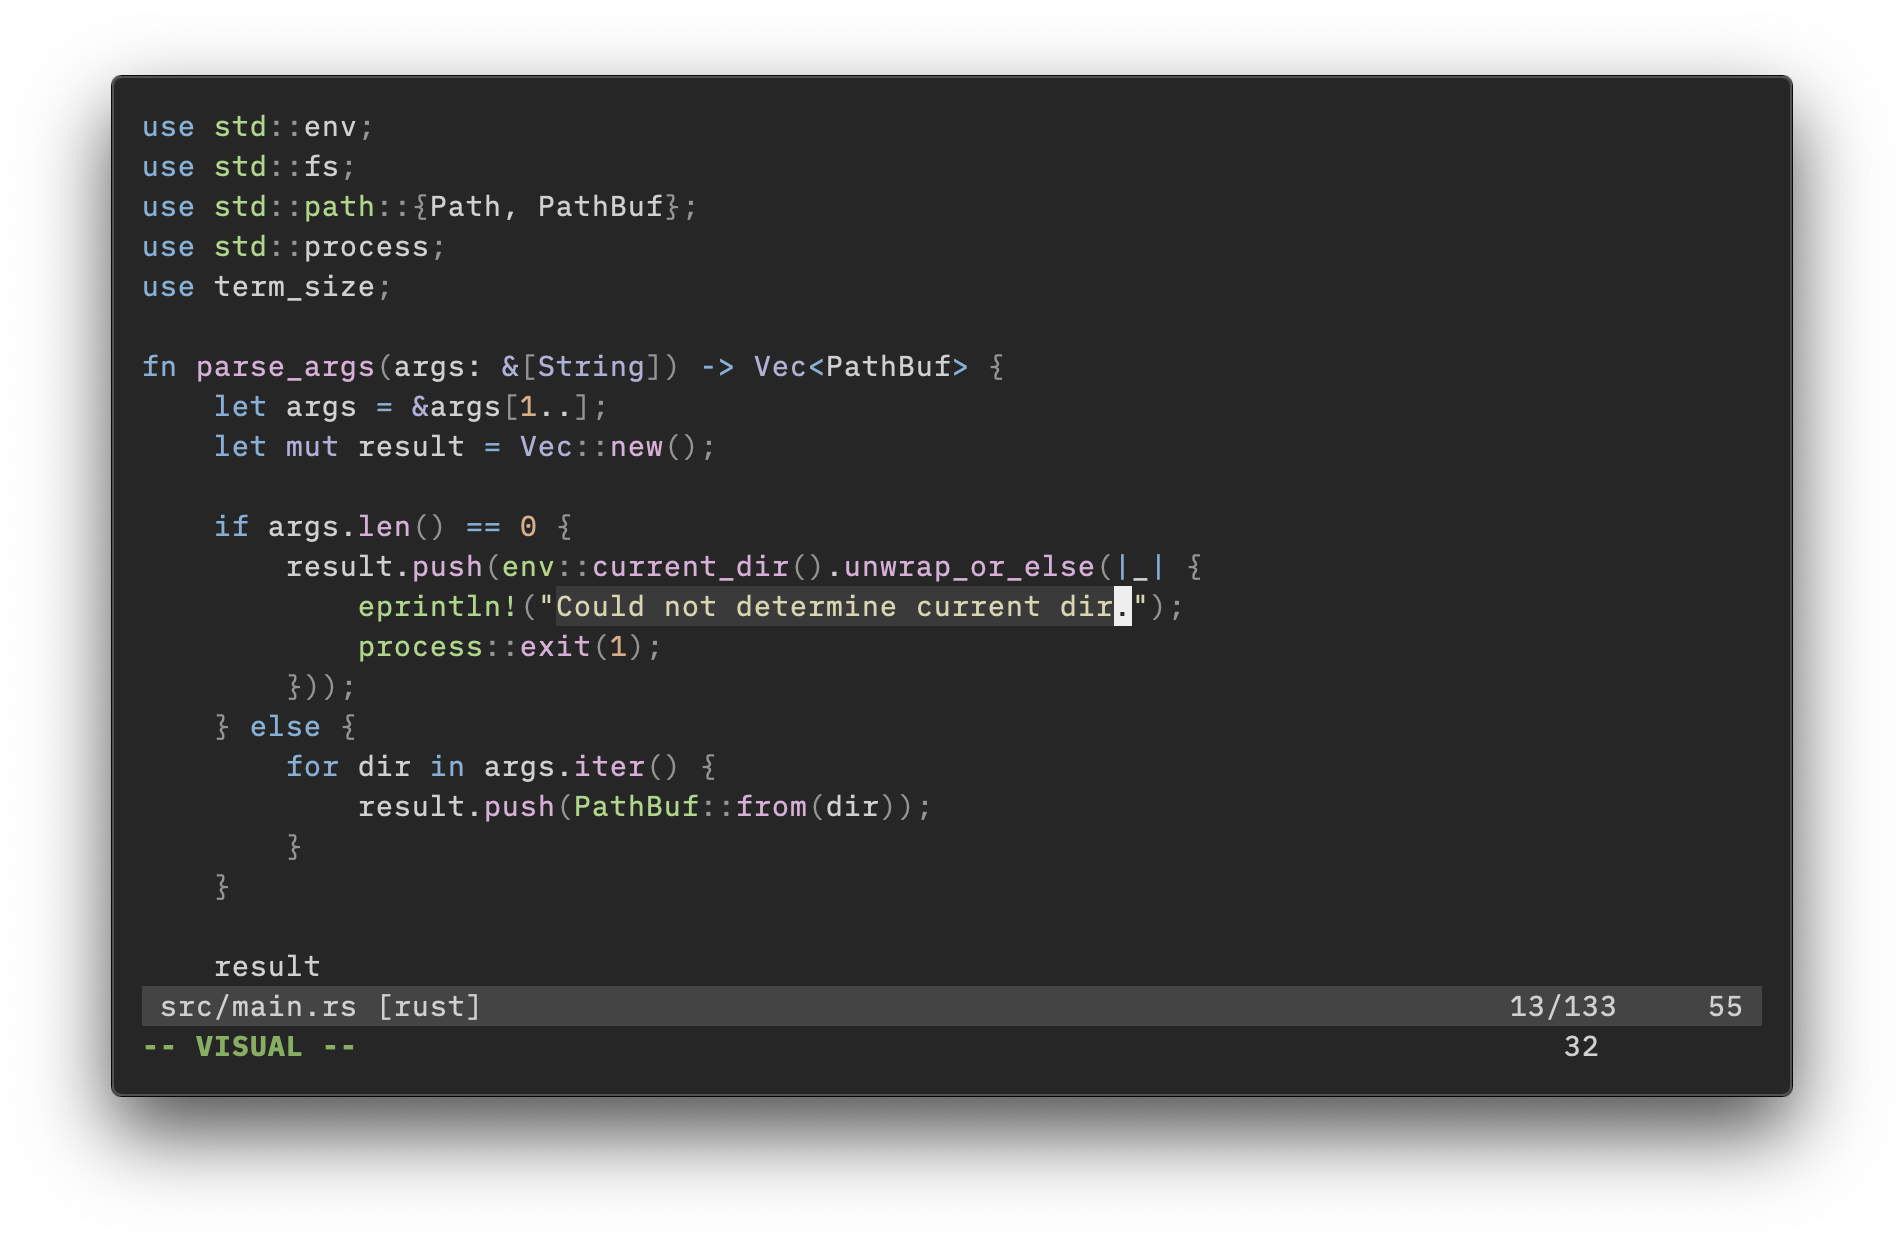 use std::env;
use std::fs;
use std::path::{Path, PathBuf};
use std::process;
use term_size;

fn parse_args(args: &[String]) -> Vec<PathBuf> {
    let args = &args[1..];
    let mut result = Vec::new();

    if args.len() == 0 {
        result.push(env::current_dir().unwrap_or_else(|_| {
            eprintln!("Could not determine current dir.");
            process::exit(1);
        }));
    } else {
        for dir in args.iter() {
            result.push(PathBuf::from(dir));
        }
    }

    result
src/main.rs [rust] 13/133 55
-- VISUAL -- 32